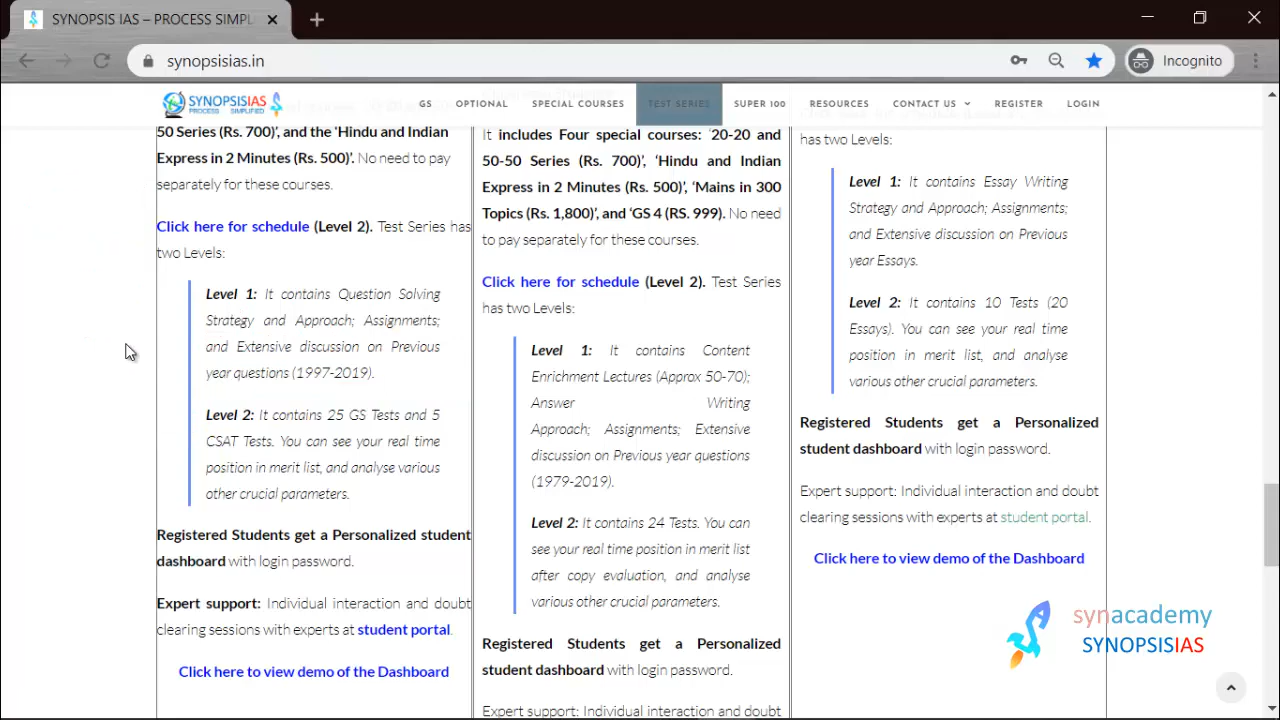 SYNOPSIS IAS – PROCESS SIMPL
synopsisias.in
Incognito
SYNOPSISIAS
PROCESS SIMPLIFIED
GS
OPTIONAL
SPECIAL COURSES
TEST SERIES
SUPER 100
RESOURCES
CONTACT US
REGISTER
LOGIN
50 Series (Rs. 700)', and the 'Hindu and Indian
Express in 2 Minutes (Rs. 500)'. No need to pay
separately for these courses.
Click here for schedule (Level 2). Test Series has
two Levels:
Level 1: It contains Question Solving
Strategy and Approach; Assignments;
and Extensive discussion on Previous
year questions (1997-2019).
Level 2: It contains 25 GS Tests and 5
CSAT Tests. You can see your real time
position in merit list, and analyse various
other crucial parameters.
Registered Students get a Personalized student
dashboard with login password.
Expert support: Individual interaction and doubt
clearing sessions with experts at student portal.
Click here to view demo of the Dashboard
It includes Four special courses: '20-20 and
50-50 Series (Rs. 700)', 'Hindu and Indian
Express in 2 Minutes (Rs. 500)', 'Mains in 300
Topics (Rs. 1,800)', and 'GS 4 (RS. 999). No need
to pay separately for these courses.
Click here for schedule (Level 2). Test Series
has two Levels:
Level 1: It contains Content
Enrichment Lectures (Approx 50-70);
Answer Writing
Approach; Assignments; Extensive
discussion on Previous year questions
(1979-2019).
Level 2: It contains 24 Tests. You can
see your real time position in merit list
after copy evaluation, and analyse
various other crucial parameters.
Registered Students get a Personalized
student dashboard with login password.
Expert support: Individual interaction and doubt
has two Levels:
Level 1: It contains Essay Writing
Strategy and Approach; Assignments;
and Extensive discussion on Previous
year Essays.
Level 2: It contains 10 Tests (20
Essays). You can see your real time
position in merit list, and analyse
various other crucial parameters.
Registered Students get a Personalized
student dashboard with login password.
Expert support: Individual interaction and doubt
clearing sessions with experts at student portal.
Click here to view demo of the Dashboard
synacademy
SYNOPSISIAS